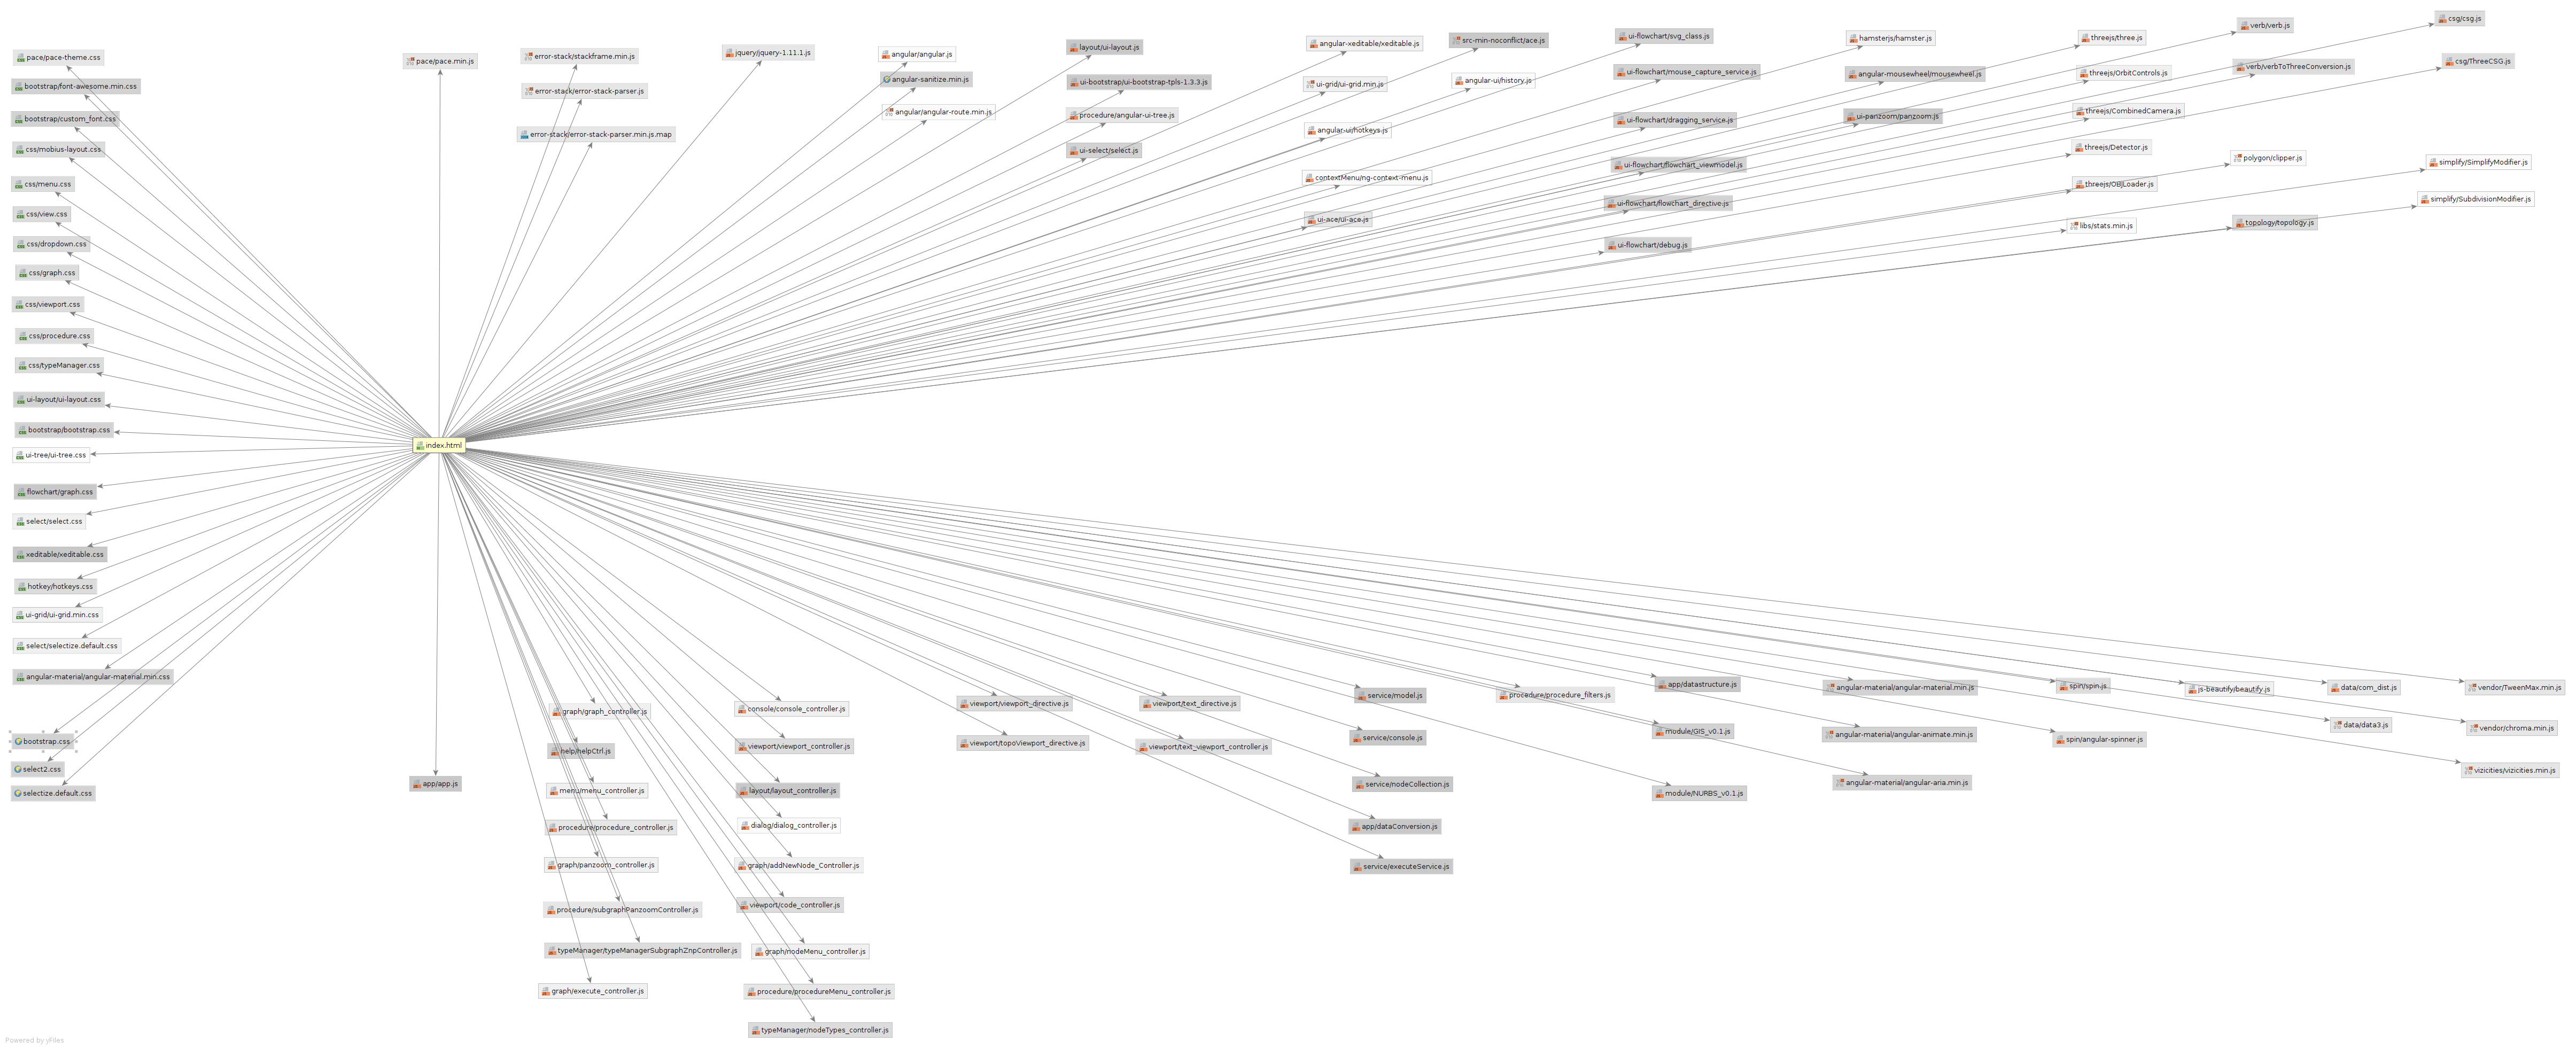 pace/pace-theme.css
bootstrap/font-awesome.min.css
bootstrap/custom_font.css
css/mobius-layout.css
css/menu.css
css/view.css
css/dropdown.css
css/graph.css
css/viewport.css
css/procedure.css
css/typeManager.css
ui-layout/ui-layout.css
bootstrap/bootstrap.css
ui-tree/ui-tree.css
flowchart/graph.css
select/select.css
xeditable/xeditable.css
hotkey/hotkeys.css
ui-grid/ui-grid.min.css
select/selectize.default.css
angular-material/angular-material.min.css
bootstrap.css
select2.css
selectize.default.css
pace/pace.min.js
index.html
app/app.js
error-stack/stackframe.min.js
error-stack/error-stack-parser.js
error-stack/error-stack-parser.min.js.map
jquery/jquery-1.11.1.js
angular/angular.js
angular-sanitize.min.js
angular/angular-route.min.js
layout/ui-layout.js
ui-bootstrap/ui-bootstrap-tpls-1.3.3.js
procedure/angular-ui-tree.js
ui-select/select.js
angular-xeditable/xeditable.js
ui-grid/ui-grid.min.js
angular-ui/hotkeys.js
contextMenu/ng-context-menu.js
ui-ace/ui-ace.js
src-min-noconflict/ace.js
angular-ui/history.js
ui-flowchart/svg_class.js
ui-flowchart/mouse_capture_service.js
ui-flowchart/dragging_service.js
ui-flowchart/flowchart_viewmodel.js
ui-flowchart/flowchart_directive.js
ui-flowchart/debug.js
hamsterjs/hamster.js
angular-mousewheel/mousewheel.js
ui-panzoom/panzoom.js
threejs/three.js
threejs/OrbitControls.js
threejs/CombinedCamera.js
threejs/Detector.js
threejs/OBJLoader.js
libs/stats.min.js
verb/verb.js
verb/verbToThreeConversion.js
polygon/clipper.js
topology/topology.js
csg/csg.js
csg/ThreeCSG.js
simplify/SimplifyModifier.js
simplify/SubdivisionModifier.js
graph/graph_controller.js
help/helpCtrl.js
menu/menu_controller.js
procedure/procedure_controller.js
graph/panzoom_controller.js
procedure/subgraphPanzoomController.js
typeManager/typeManagerSubgraphZnpController.js
graph/execute_controller.js
console/console_controller.js
viewport/viewport_controller.js
layout/layout_controller.js
dialog/dialog_controller.js
graph/addNewNode_Controller.js
viewport/code_controller.js
graph/nodeMenu_controller.js
procedure/procedureMenu_controller.js
typeManager/nodeTypes_controller.js
viewport/viewport_directive.js
viewport/topoViewport_directive.js
viewport/text_directive.js
viewport/text_viewport_controller.js
service/model.js
service/console.js
service/nodeCollection.js
app/dataConversion.js
service/executeService.js
procedure/procedure_filters.js
app/datastructure.js
module/GIS_v0.1.js
module/NURBS_v0.1.js
angular-material/angular-material.min.js
angular-material/angular-animate.min.js
angular-material/angular-aria.min.js
spin/spin.js
spin/angular-spinner.js
js-beautify/beautify.js
data/com_dist.js
data/data3.js
vendor/TweenMax.min.js
vendor/chroma.min.js
vizicities/vizicities.min.js
Powered by yFiles